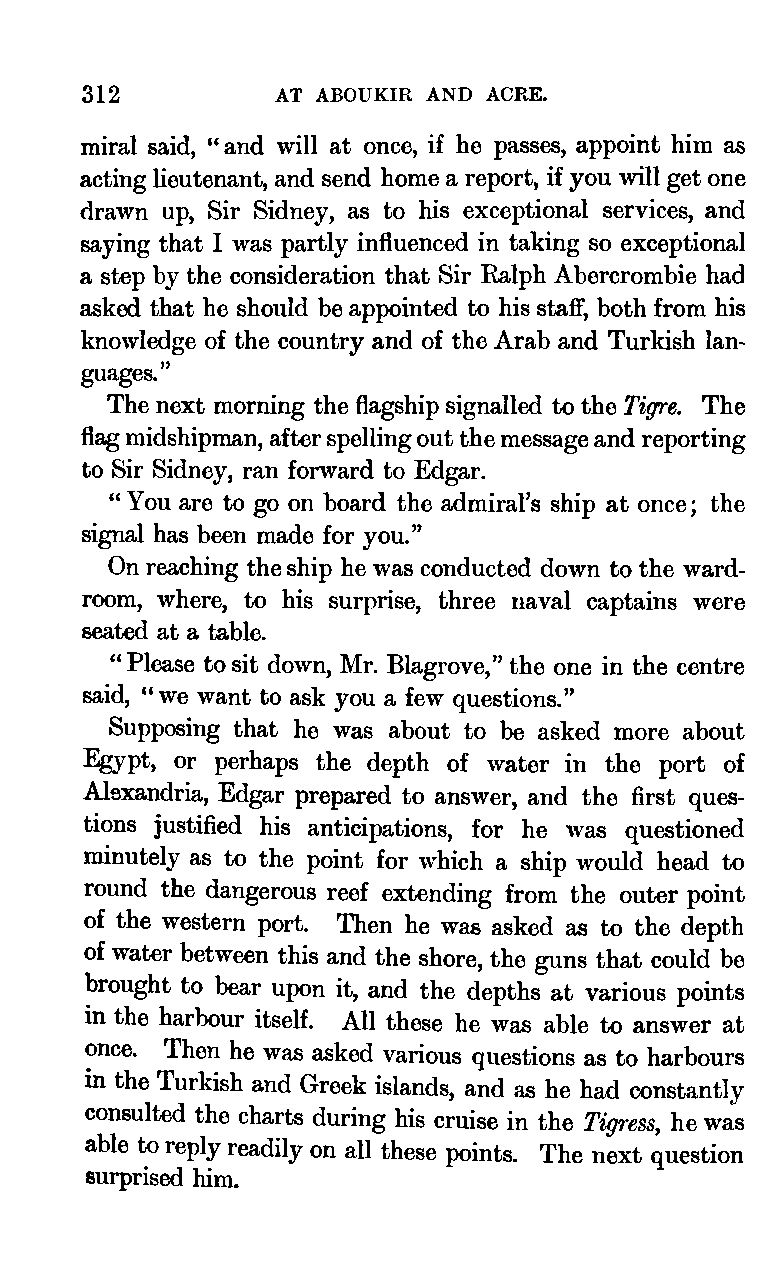 312 AT ABOUKIR AND ACRE.
miral said, "and will at once, if he passes, appoint him as
acting lieutenant, and send home a report, if you will get one
drawn up, Sir Sidney, as to his exceptional services, and
saying that I was partly influenced in taking so exceptional
a step by the consideration that Sir Ralph Abercrombie had
asked that he should be appointed to his staff, both from his
knowledge of the country and of the Arab and Turkish lan-
guages."
The next morning the flagship signalled to the Tigre. The
flag midshipman, after spelling out the message and reporting
to Sir Sidney, ran forward to Edgar.
"You are to go on board the admiral's ship at once; the
signal has been made for you."
On reaching the ship he was conducted down to the ward-
room, where, to his surprise, three naval captains were
seated at a table.
"Please to sit down, Mr. Blagrove," the one in the centre
said, "we want to ask you a few questions."
Supposing that he was about to be asked more about
Egypt, or perhaps the depth of water in the port of
Alexandria, Edgar prepared to answer, and the first ques-
tions justified his anticipations, for he was questioned
minutely as to the point for which a ship would head to
round the dangerous reef extending from the outer point
of the western port. Then he was asked as to the depth
of water between this and the shore, the guns that could be
brought to bear upon it, and the depths at various points
in the harbour itself. All these he was able to answer at
once. Then he was asked various questions as to harbours
in the Turkish and Greek islands, and as he had constantly
consulted the charts during his cruise in the Tigress, he was
able to reply readily on all these points. The next question
surprised him.